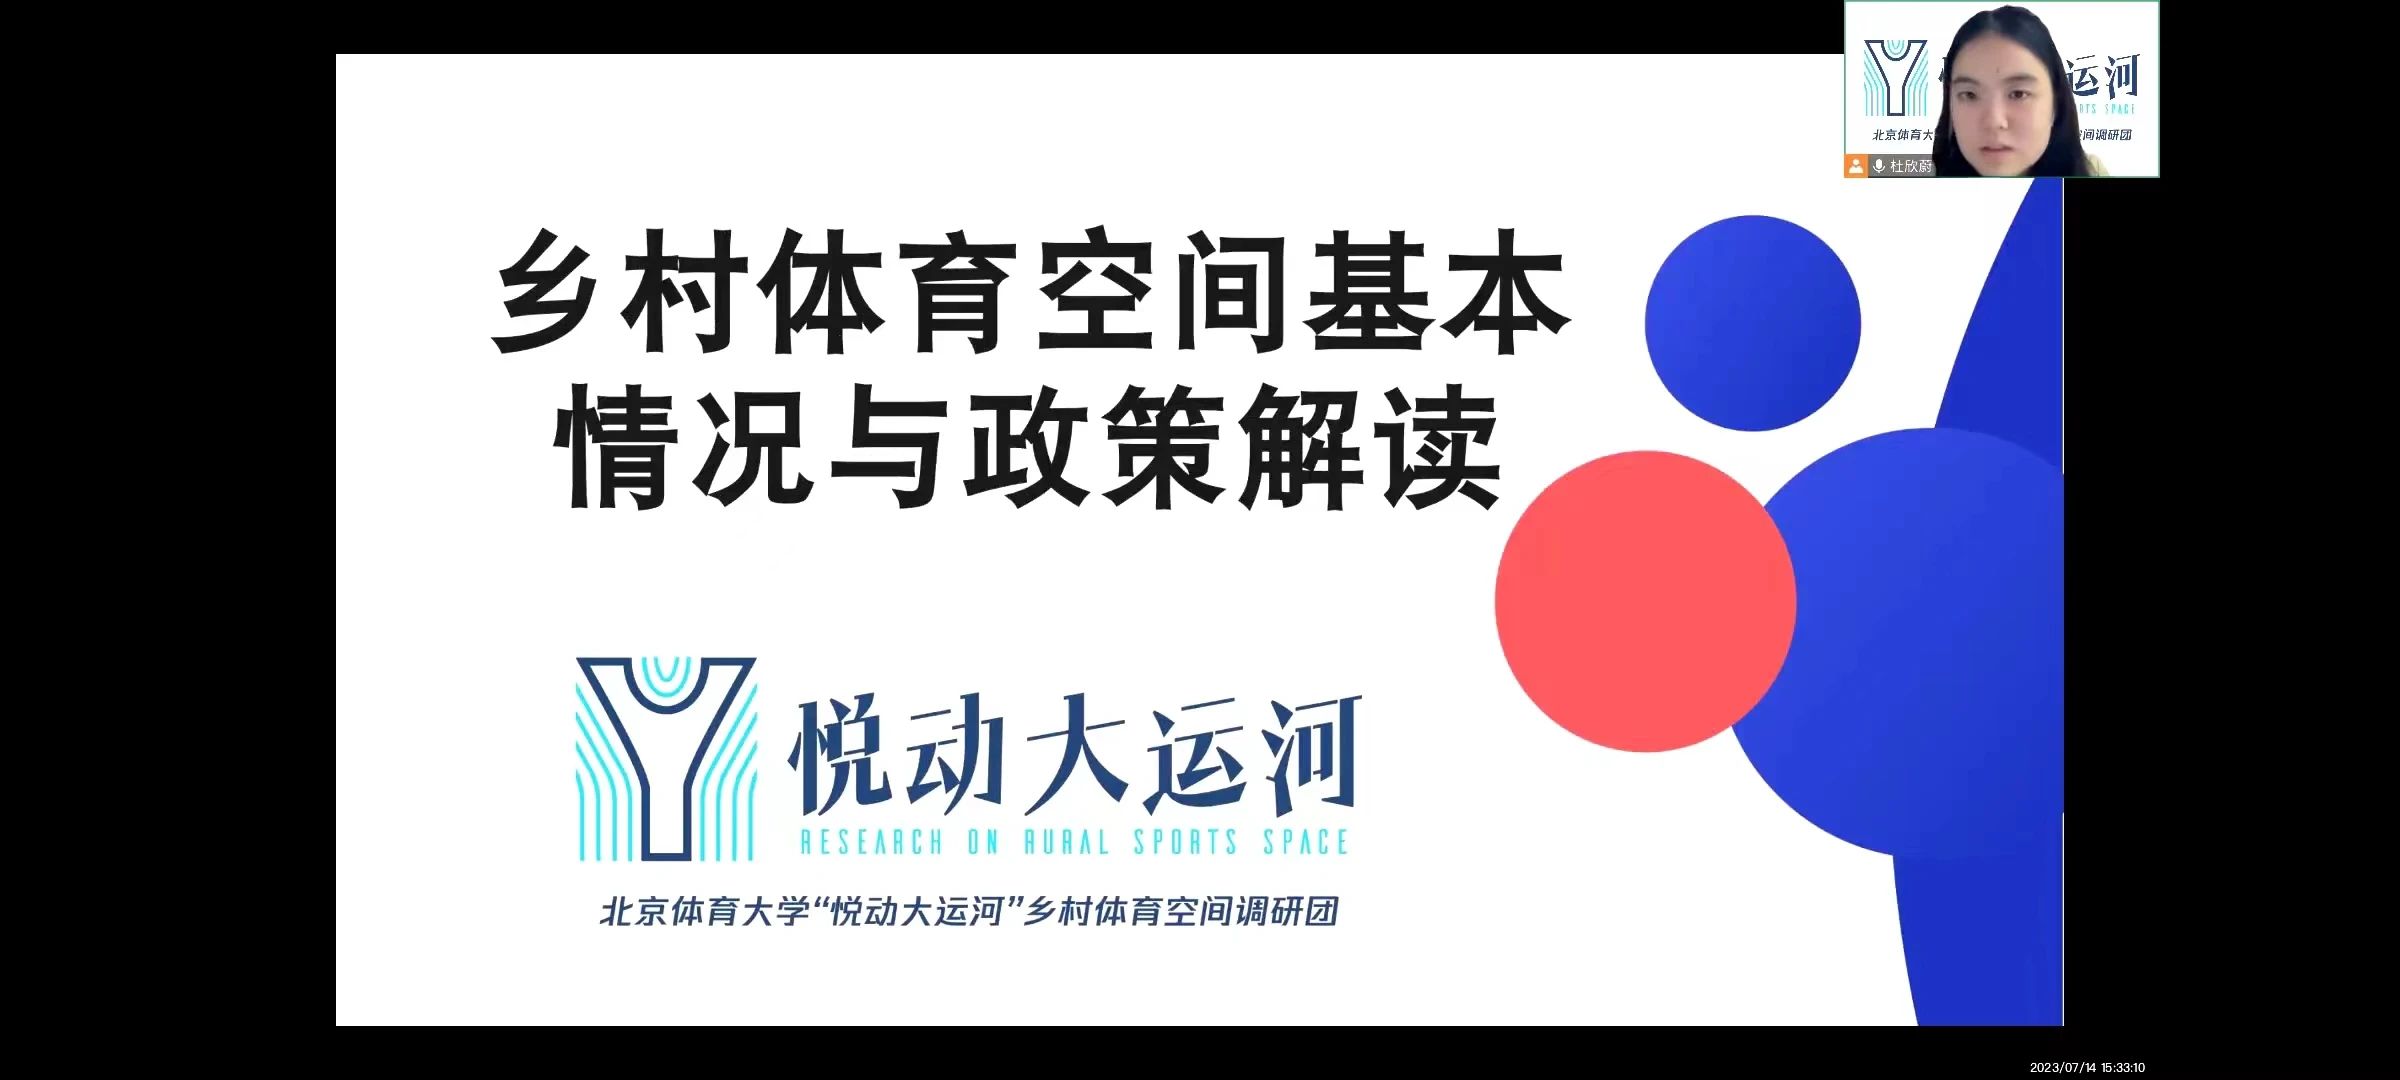 乡村体育空间基本
情况与政策解读
悦动大运河
RESEARCH ON RURAL SPORTS SPACE
北京体育大学“悦动大运河”乡村体育空间调研团
运河
RTS SPACE
北京体育大
间调研团
杜欣蔚
2023/07/14 15:33:10